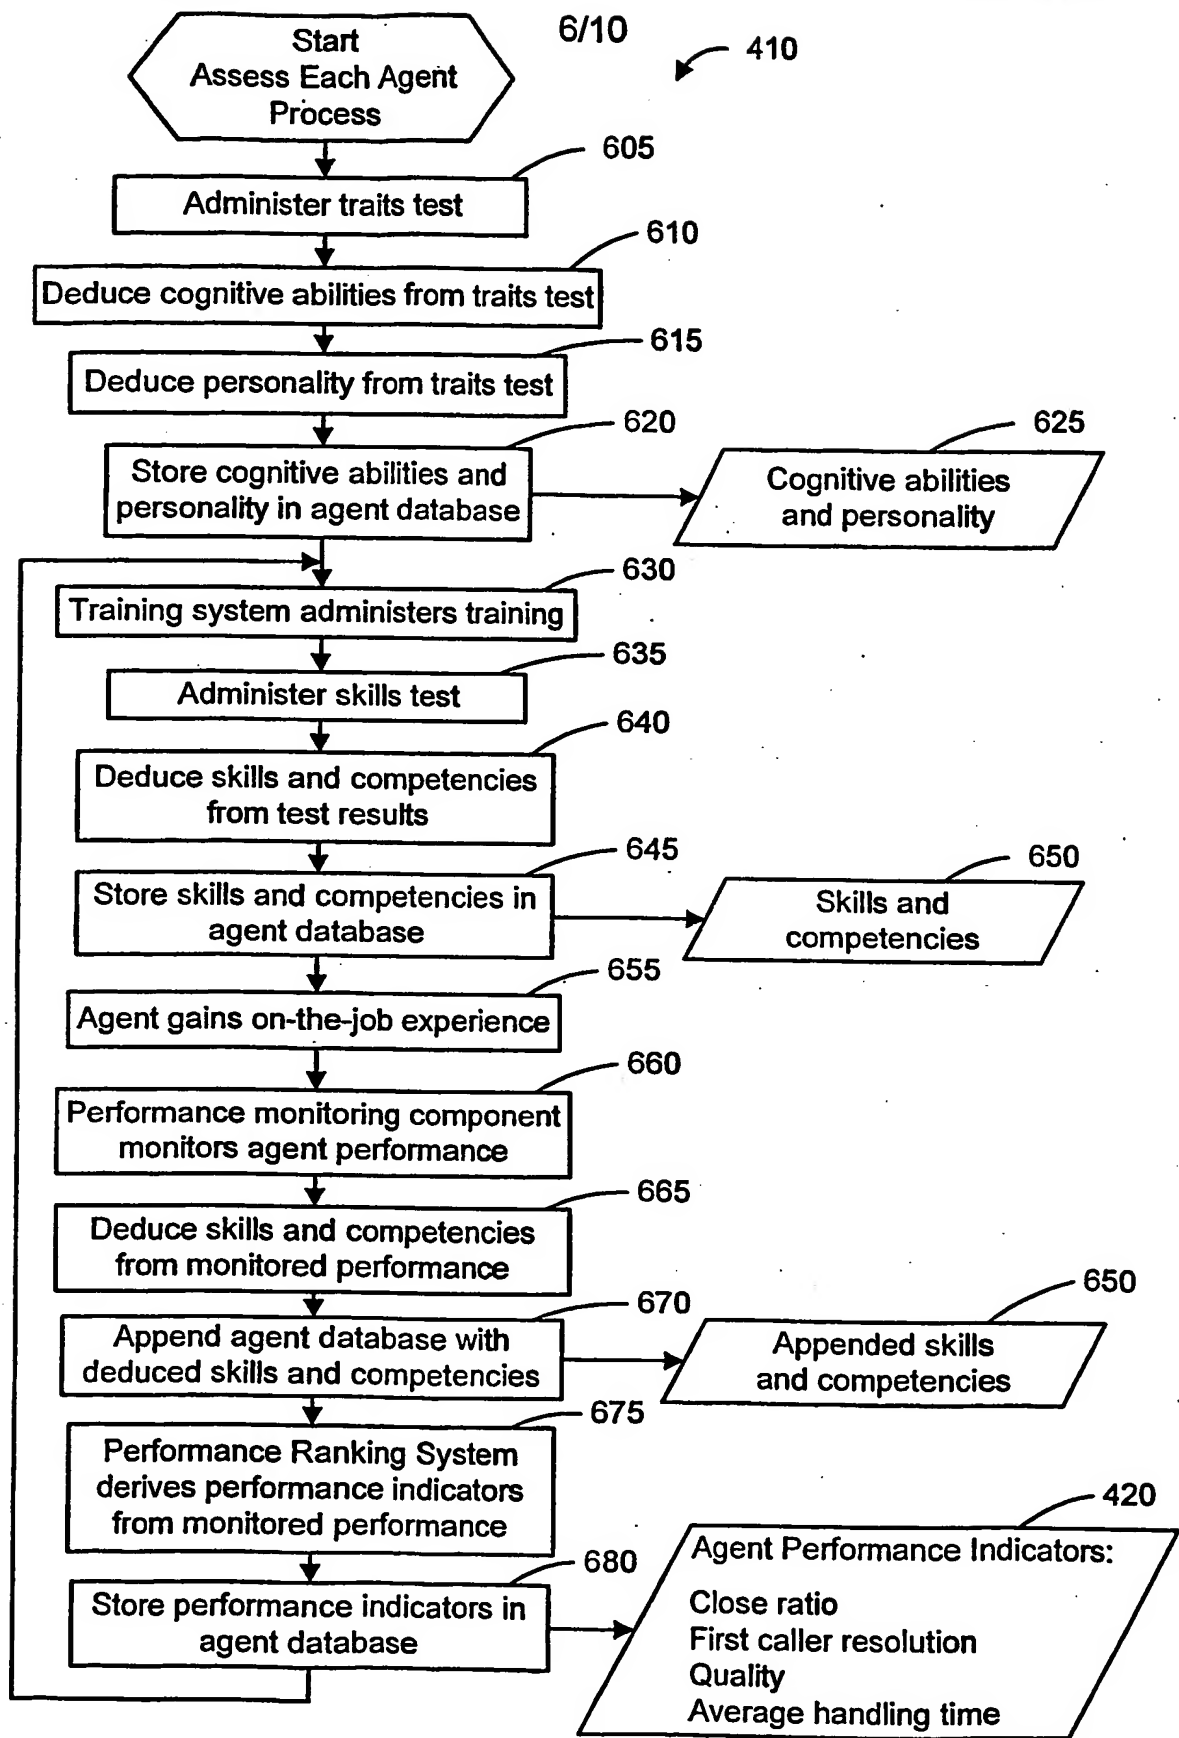 6/10
410
Start
Assess Each Agent
Process
605
Administer traits test
610
Deduce cognitive abilities from traits test
615
Deduce personality from traits test
620
Store cognitive abilities and
personality in agent database
625
Cognitive abilities
and personality
630
Training system administers training
635
Administer skills test
640
Deduce skills and competencies
from test results
645
Store skills and competencies in
agent database
650
Skills and
competencies
655
Agent gains on-the-job experience
660
Performance monitoring component
monitors agent performance
665
Deduce skills and competencies
from monitored performance
670
Append agent database with
deduced skills and competencies
650
Appended skills
and competencies
675
Performance Ranking System
derives performance indicators
from monitored performance
680
Store performance indicators in
agent database
420
Agent Performance Indicators:
Close ratio
First caller resolution
Quality
Average handling time